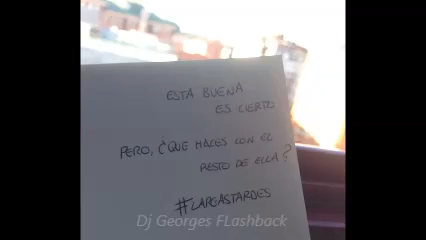 ESTA BUENA
ES CIERTO
PERO, ¿QUE HACES CON EL
RESTO DE ELLA?
#LARGASTARDES
Dj Georges FLashback